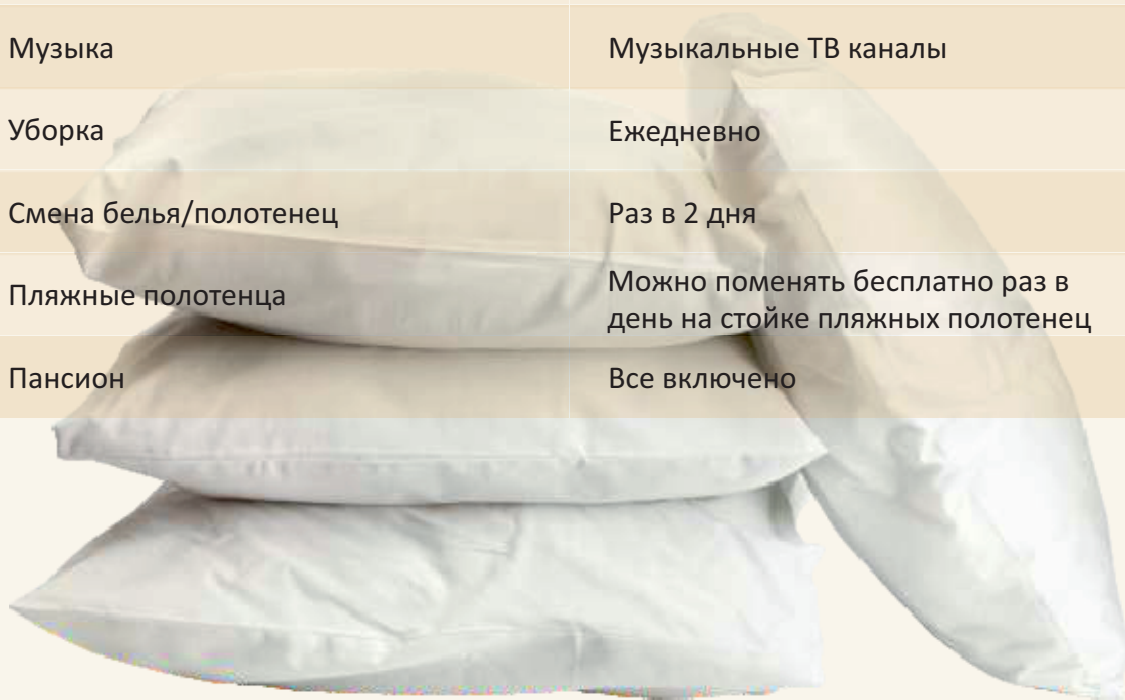 Музыка
Музыкальные ТВ каналы
Уборка
Ежедневно
Смена белья/полотенец
Раз в 2 дня
Пляжные полотенца
Можно поменять бесплатно раз в
день на стойке пляжных полотенец
Пансион
Все включено